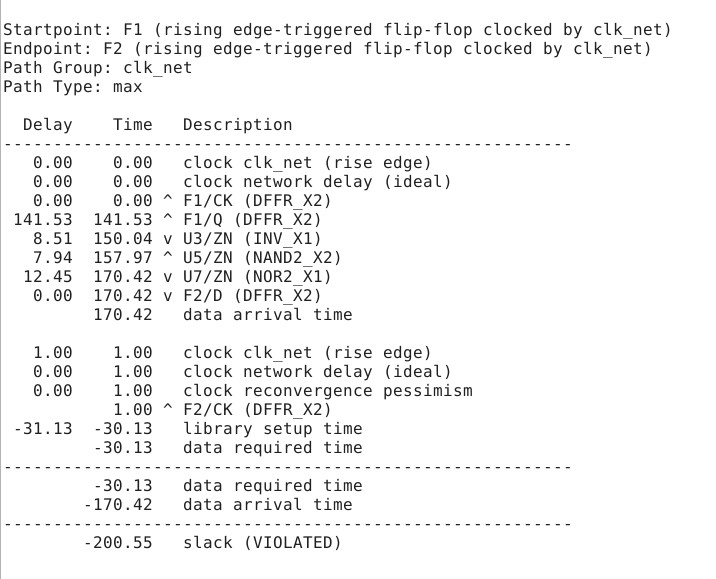 Startpoint: F1 (rising edge-triggered flip-flop clocked by clk_net)
Endpoint: F2 (rising edge-triggered flip-flop clocked by clk_net)
Path Group: clk_net
Path Type: max
  Delay    Time   Description
---------------------------------------------------------
   0.00    0.00   clock clk_net (rise edge)
   0.00    0.00   clock network delay (ideal)
   0.00    0.00 ^ F1/CK (DFFR_X2)
 141.53  141.53 ^ F1/Q (DFFR_X2)
   8.51  150.04 v U3/ZN (INV_X1)
   7.94  157.97 ^ U5/ZN (NAND2_X2)
  12.45  170.42 v U7/ZN (NOR2_X1)
   0.00  170.42 v F2/D (DFFR_X2)
         170.42   data arrival time
   1.00    1.00   clock clk_net (rise edge)
   0.00    1.00   clock network delay (ideal)
   0.00    1.00   clock reconvergence pessimism
           1.00 ^ F2/CK (DFFR_X2)
 -31.13  -30.13   library setup time
         -30.13   data required time
---------------------------------------------------------
         -30.13   data required time
        -170.42   data arrival time
---------------------------------------------------------
        -200.55   slack (VIOLATED)